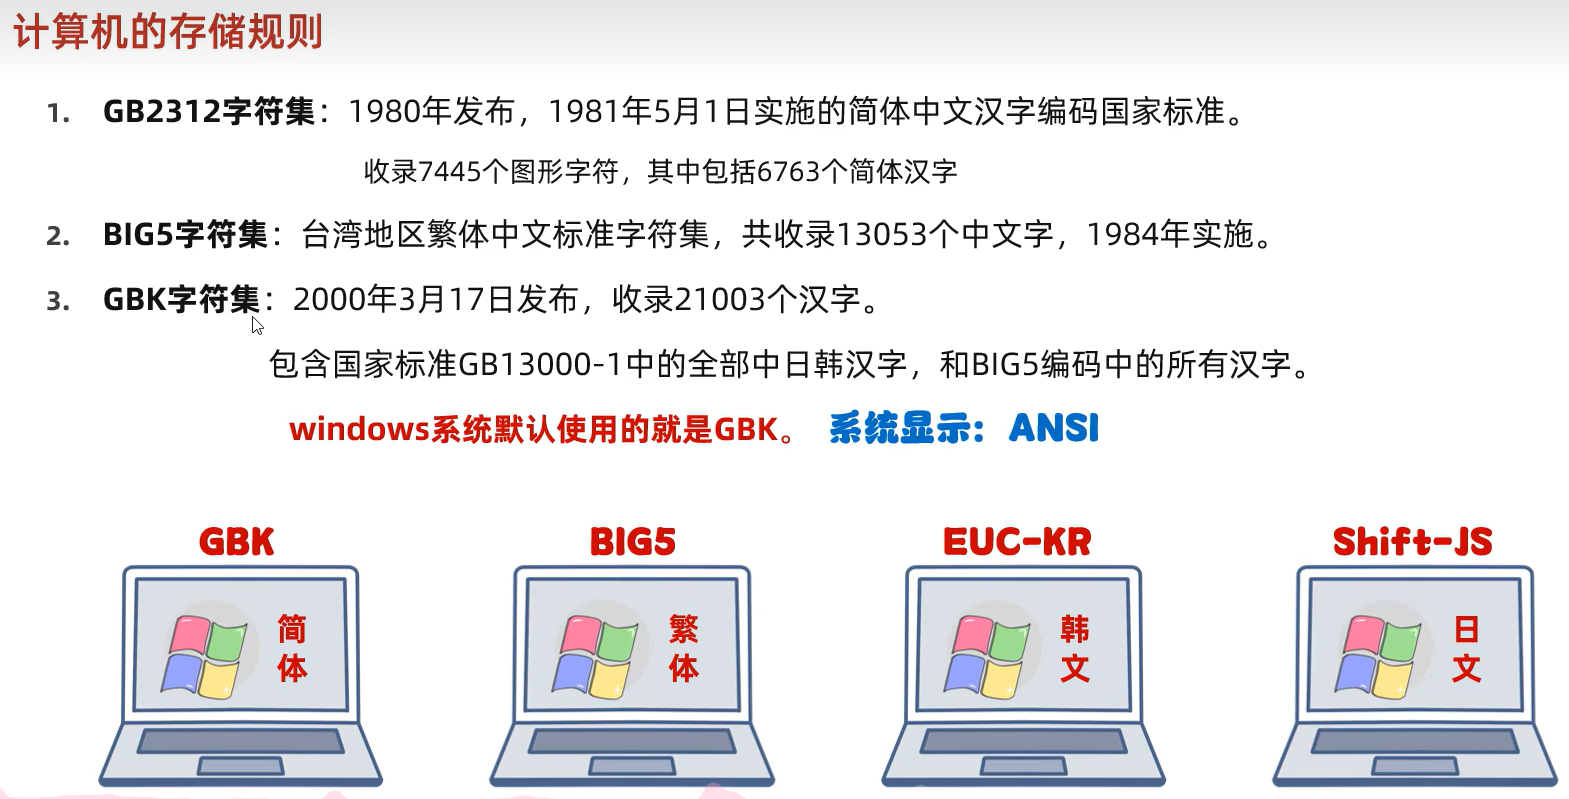 计算机的存储规则
1. GB2312字符集：1980年发布，1981年5月1日实施的简体中文汉字编码国家标准。
收录7445个图形字符，其中包括6763个简体汉字
2. BIG5字符集：台湾地区繁体中文标准字符集，共收录13053个中文字，1984年实施。
3. GBK字符集：2000年3月17日发布，收录21003个汉字。
包含国家标准GB13000-1中的全部中日韩汉字，和BIG5编码中的所有汉字。
windows系统默认使用的就是GBK。 系统显示：ANSI
GBK BIG5 EUC-KR Shift-JS
简体 繁体 韩文 日文